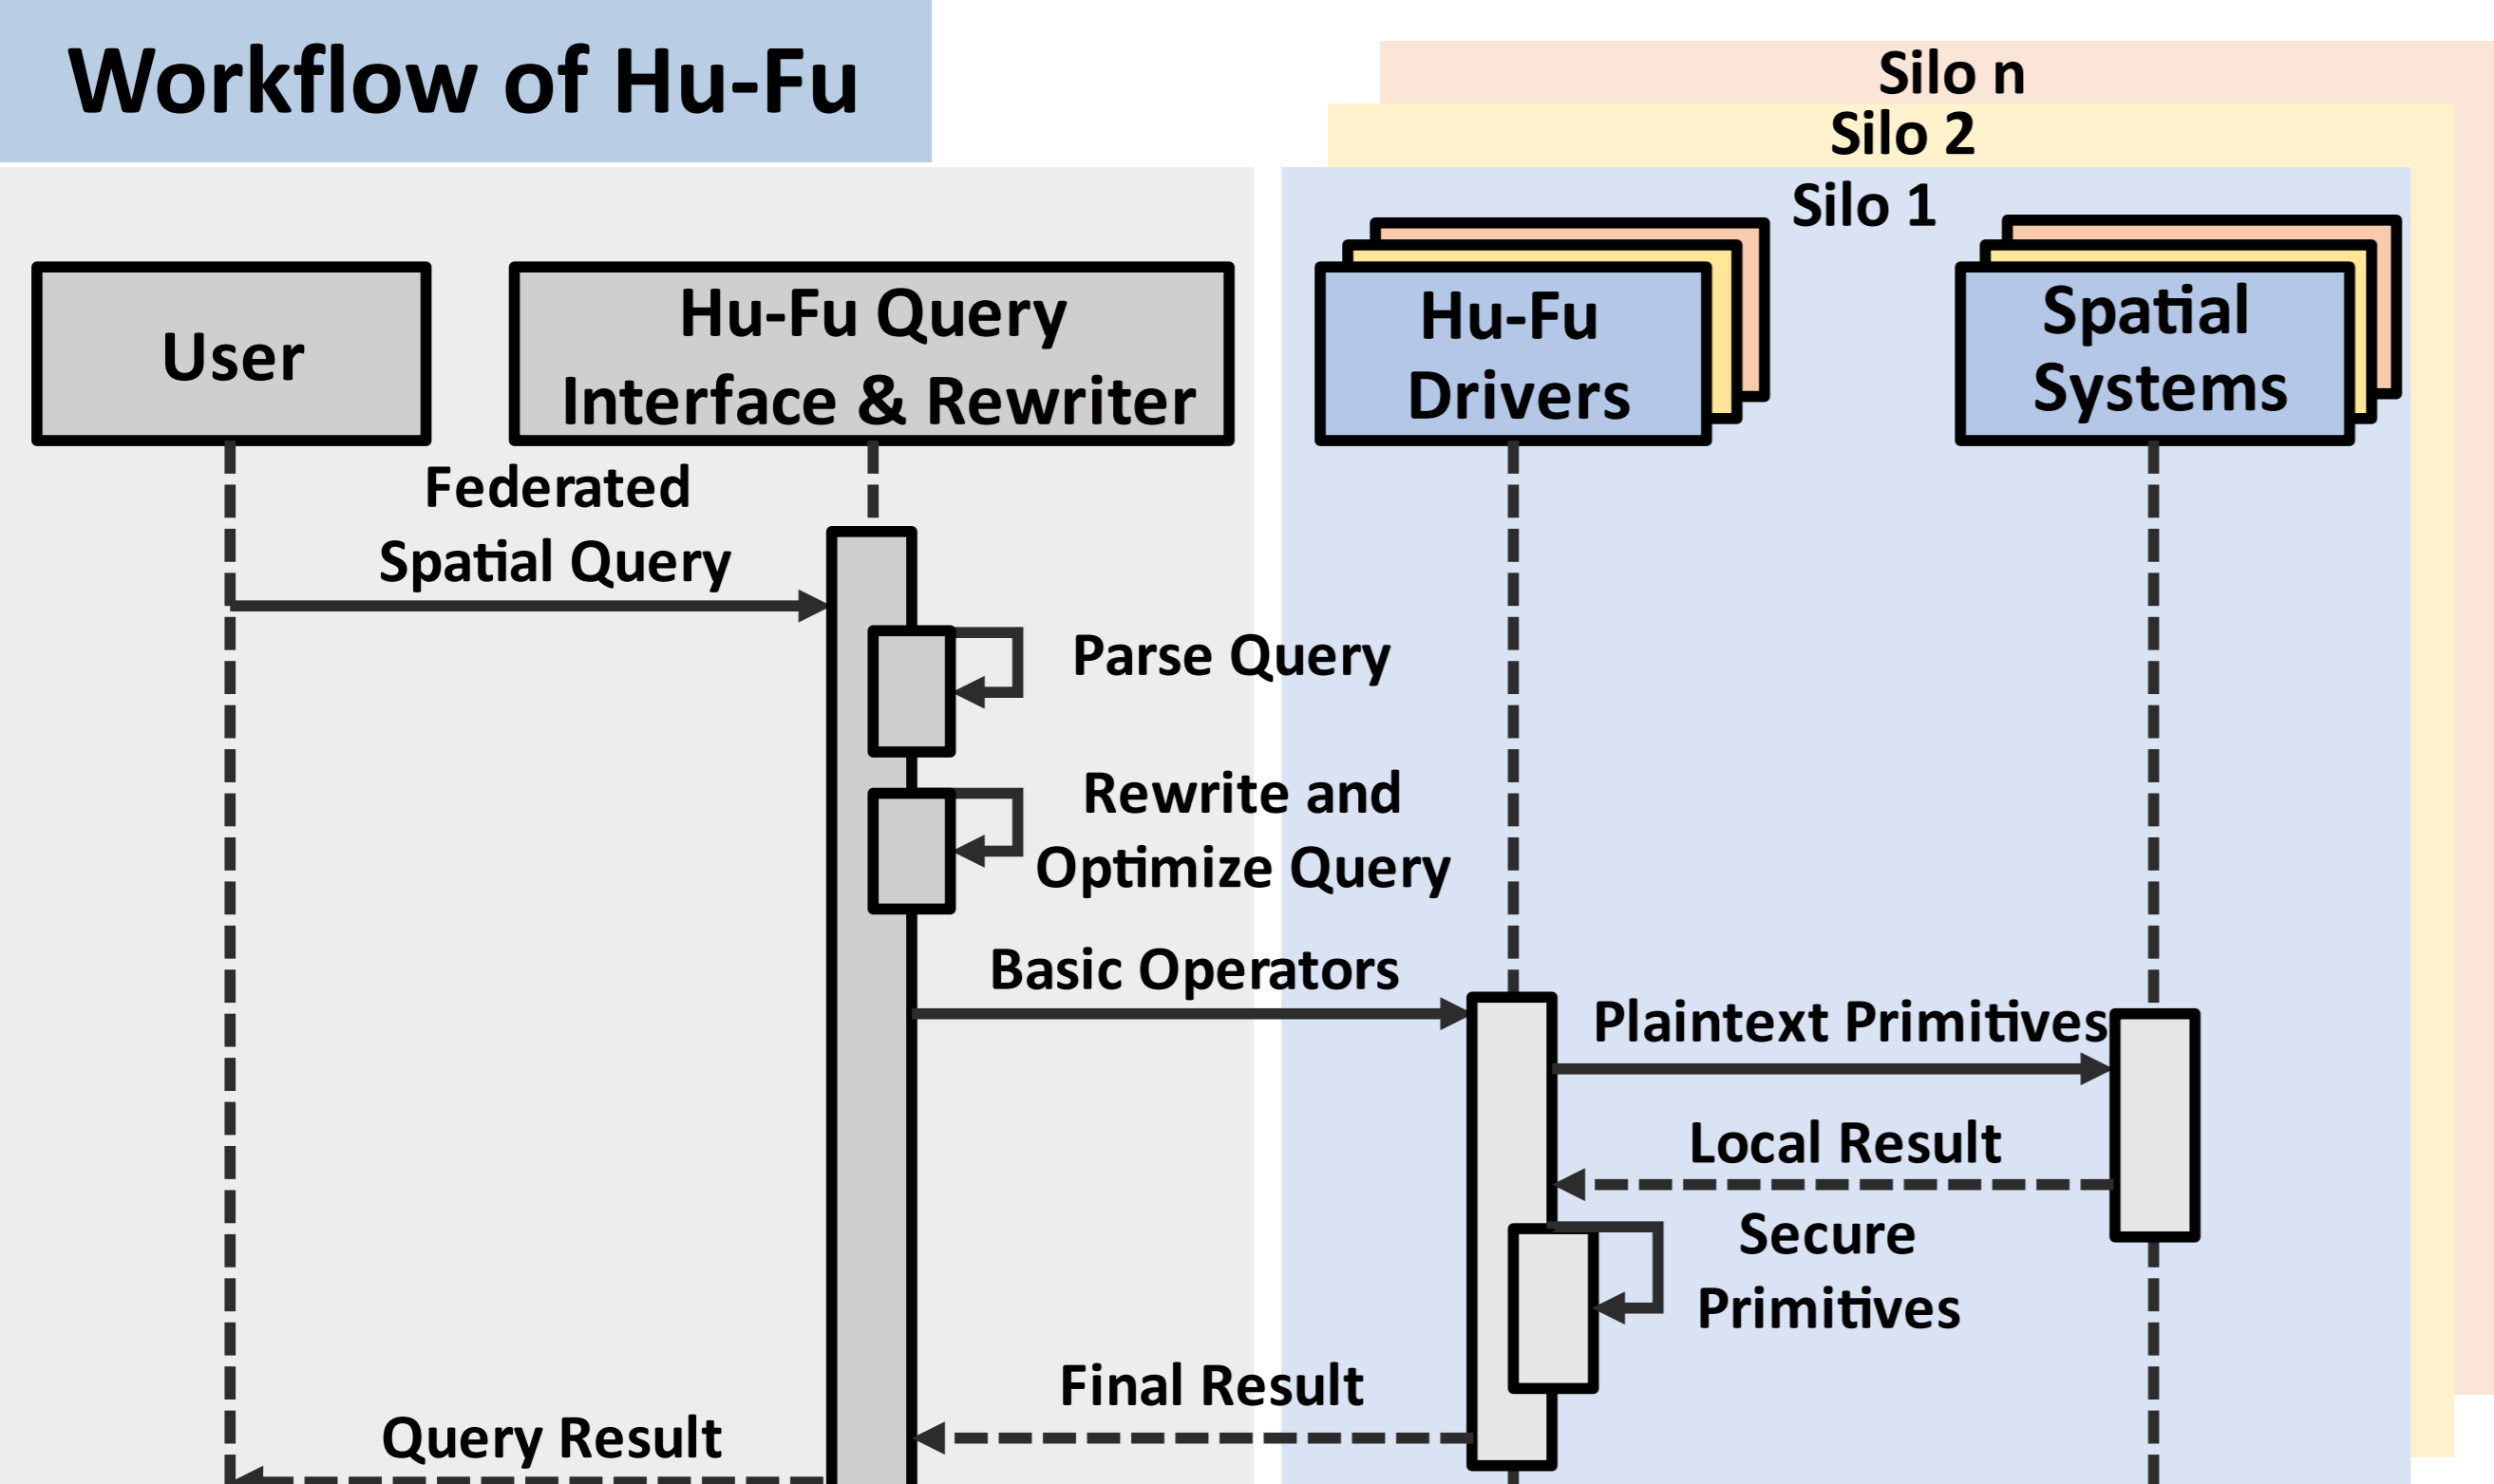 Workflow of Hu-Fu
Silo n
Silo 2
Silo 1
User
Hu-Fu Query
Interface & Rewriter
Hu-Fu
Drivers
Spatial
Systems
Federated
Spatial Query
Parse Query
Rewrite and
Optimize Query
Basic Operators
Plaintext Primitives
Local Result
Secure
Primitives
Final Result
Query Result